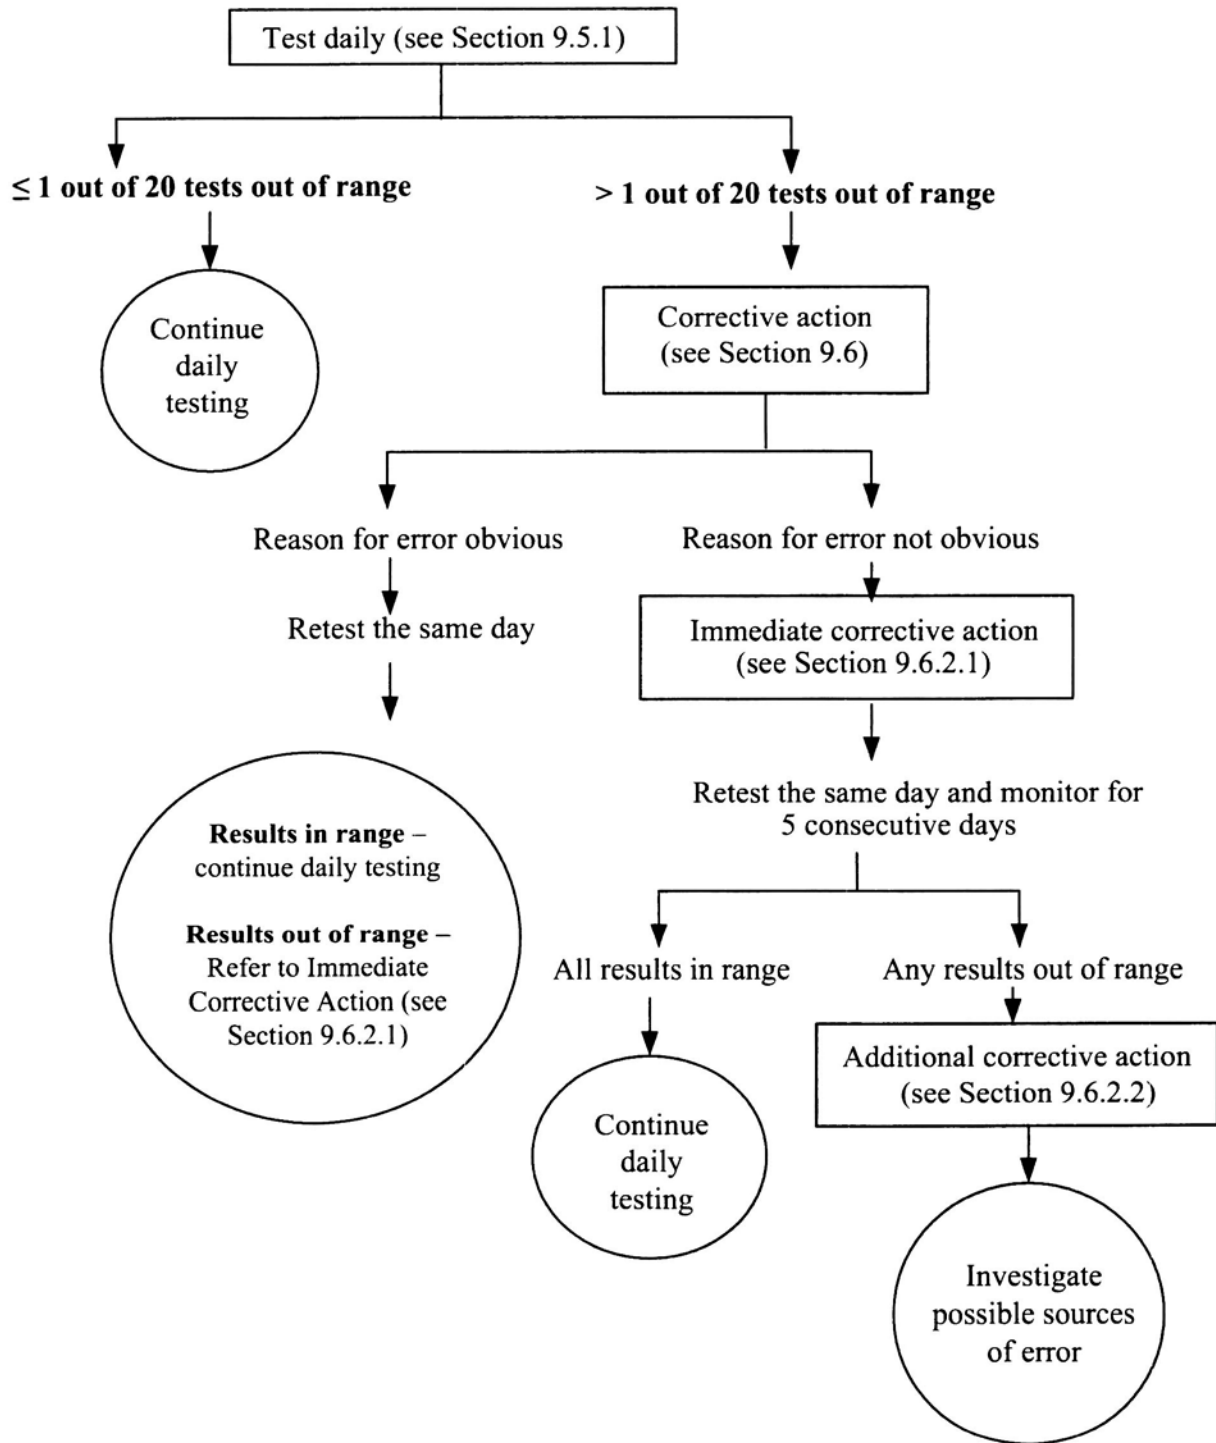 Test daily (see Section 9.5.1)
≤ 1 out of 20 tests out of range
> 1 out of 20 tests out of range
Continue
daily
testing
Corrective action
(see Section 9.6)
Reason for error obvious
Reason for error not obvious
Retest the same day
Immediate corrective action
(see Section 9.6.2.1)
Results in range –
continue daily testing
Results out of range –
Refer to Immediate
Corrective Action (see
Section 9.6.2.1)
Retest the same day and monitor for
5 consecutive days
All results in range
Any results out of range
Continue
daily
testing
Additional corrective action
(see Section 9.6.2.2)
Investigate
possible sources
of error